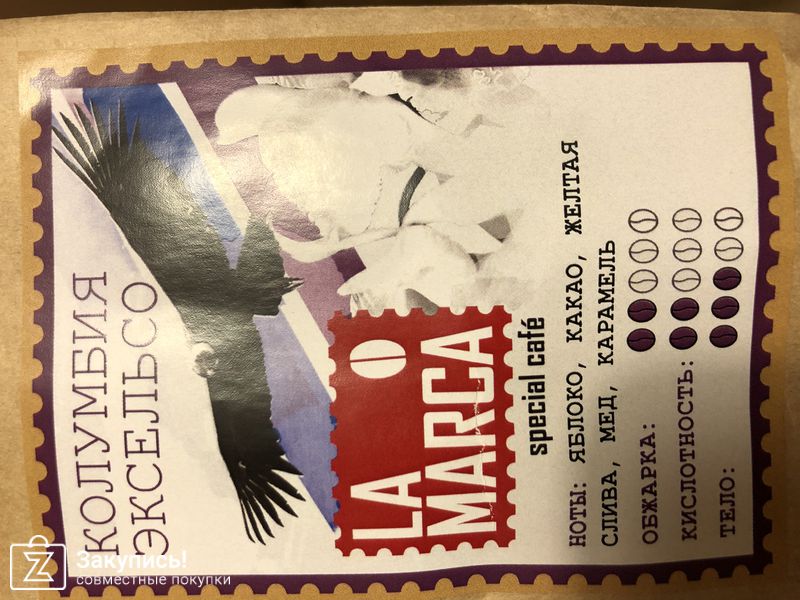 КОЛУМБИЯ
ЭКСЕЛЬСО
LA
MARCA
special café
НОТЫ: ЯБЛОКО, КАКАО, ЖЕЛТАЯ
СЛИВА, МЕД, КАРАМЕЛЬ
ОБЖАРКА:
КИСЛОТНОСТЬ:
ТЕЛО:
Закупись!
совместные покупки